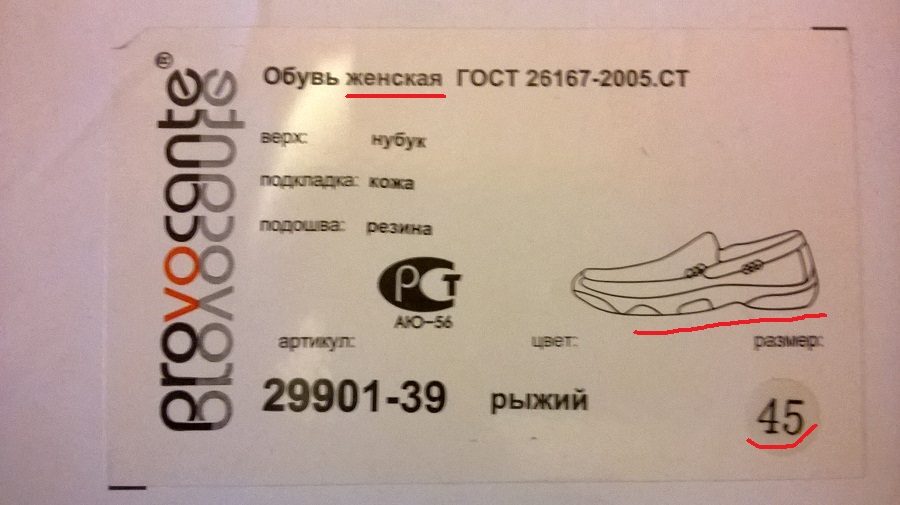 Brovocante®
Обувь женская ГОСТ 26167-2005.СТ
верх: нубук
подкладка: кожа
подошва: резина
РСТ
АЮ-56
артикул: цвет: размер:
29901-39 рыжий 45